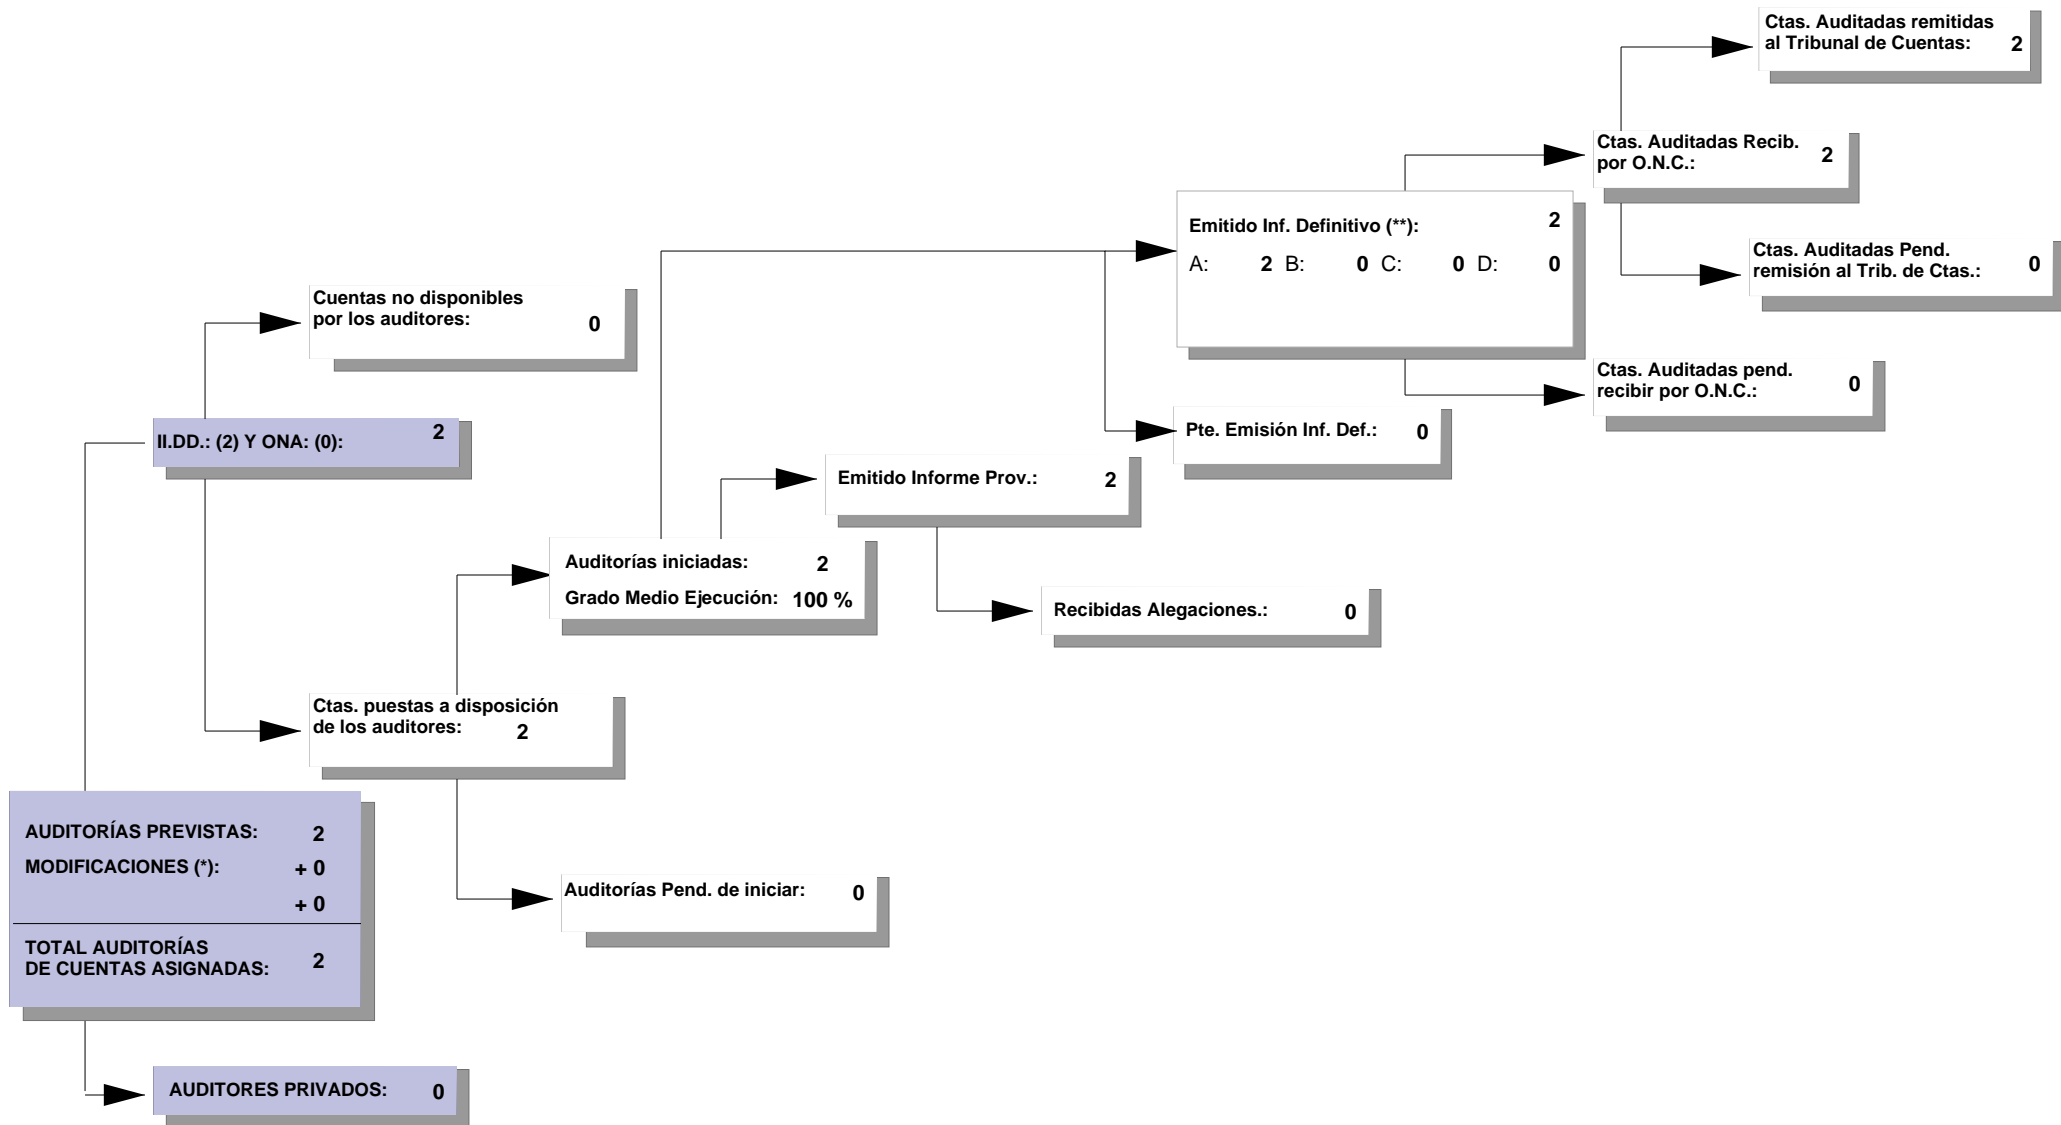 Ctas. Auditadas remitidas
al Tribunal de Cuentas: 2
Ctas. Auditadas Recib.
por O.N.C.: 2
Emitido Inf. Definitivo (**): 2
A: 2 B: 0 C: 0 D: 0
Ctas. Auditadas Pend.
remisión al Trib. de Ctas.: 0
Cuentas no disponibles
por los auditores: 0
Ctas. Auditadas pend.
recibir por O.N.C.: 0
II.DD.: (2) Y ONA: (0): 2
Pte. Emisión Inf. Def.: 0
Emitido Informe Prov.: 2
Auditorías iniciadas: 2
Grado Medio Ejecución: 100 %
Recibidas Alegaciones.: 0
Ctas. puestas a disposición
de los auditores: 2
AUDITORÍAS PREVISTAS: 2
MODIFICACIONES (*): + 0
+ 0
TOTAL AUDITORÍAS
DE CUENTAS ASIGNADAS: 2
Auditorías Pend. de iniciar: 0
AUDITORES PRIVADOS: 0